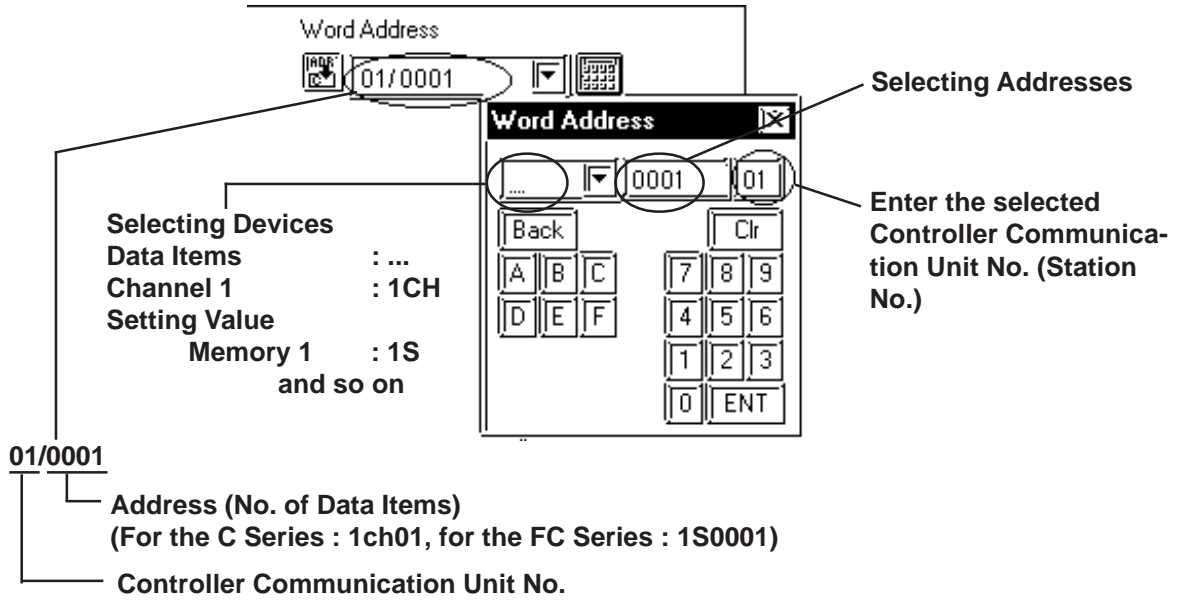 Word Address
ADR
C
01/0001
Selecting Addresses
Word Address
.... 0001 01
Enter the selected
Controller Communica-
tion Unit No. (Station
No.)
Back Clr
A B C 7 8 9
D E F 4 5 6
1 2 3
0 ENT
Selecting Devices
Data Items : ...
Channel 1 : 1CH
Setting Value
Memory 1 : 1S
and so on
01/0001
Address (No. of Data Items)
(For the C Series : 1ch01, for the FC Series : 1S0001)
Controller Communication Unit No.